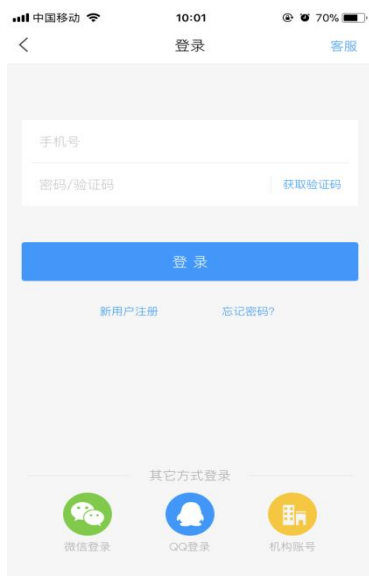 中国移动 10:01 70%
登录 客服
手机号
密码/验证码 获取验证码
登录
新用户注册 忘记密码?
其它方式登录
微信登录 QQ登录 机构账号